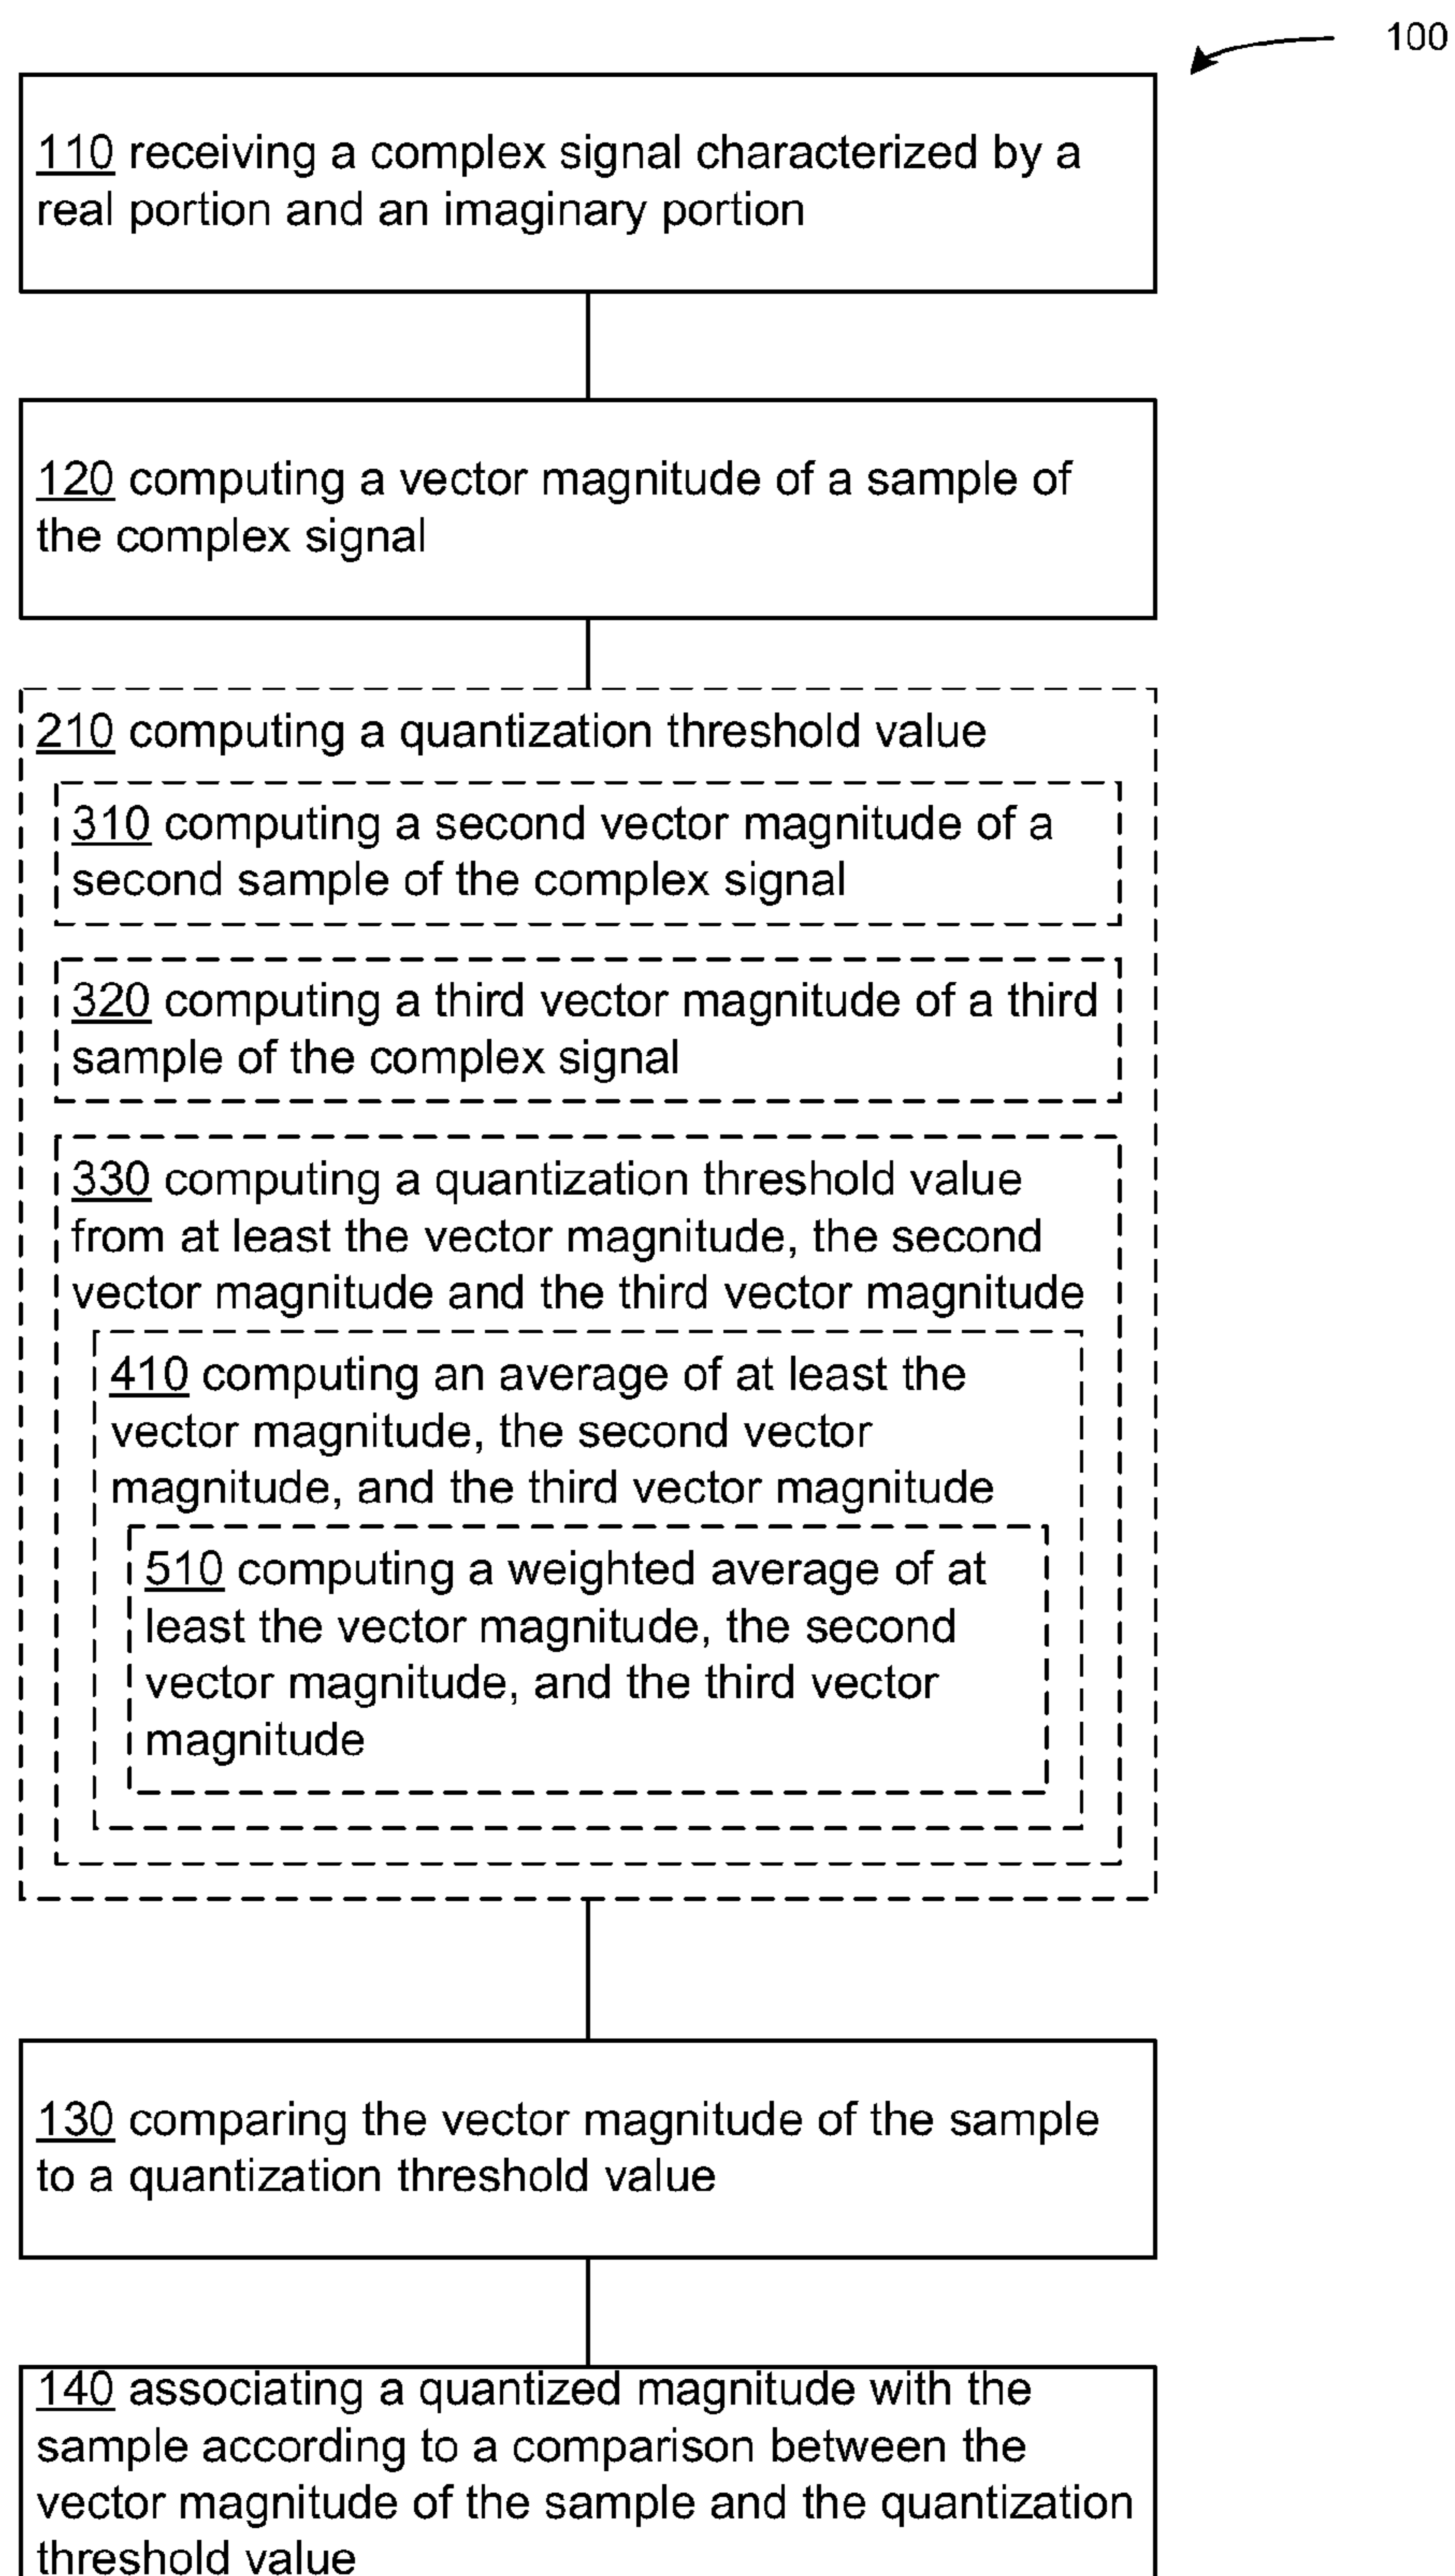 100
110 receiving a complex signal characterized by a
real portion and an imaginary portion
120 computing a vector magnitude of a sample of
the complex signal
210 computing a quantization threshold value
310 computing a second vector magnitude of a
second sample of the complex signal
320 computing a third vector magnitude of a third
sample of the complex signal
330 computing a quantization threshold value
from at least the vector magnitude, the second
vector magnitude and the third vector magnitude
410 computing an average of at least the
vector magnitude, the second vector
magnitude, and the third vector magnitude
510 computing a weighted average of at
least the vector magnitude, the second
vector magnitude, and the third vector
magnitude
130 comparing the vector magnitude of the sample
to a quantization threshold value
140 associating a quantized magnitude with the
sample according to a comparison between the
vector magnitude of the sample and the quantization
threshold value